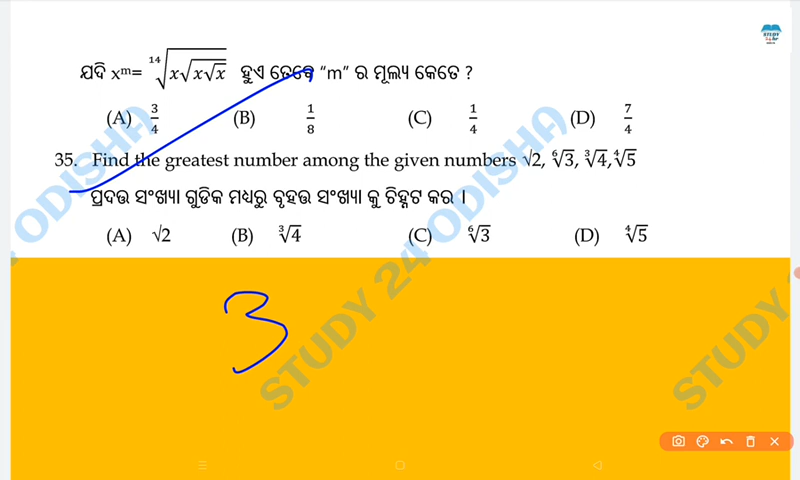 STUDY
ଯଦି xᵐ= ¹⁴√(x√(x√x)) ହୁଏ ତେବେ “m” ର ମୂଲ୍ୟ କେତେ ?
(A) 3/4 (B) 1/8 (C) 1/4 (D) 7/4
35. Find the greatest number among the given numbers √2, ⁶√3, ³√4, ⁴√5
ପ୍ରଦତ୍ତ ସଂଖ୍ୟା ଗୁଡିକ ମଧ୍ୟରୁ ବୃହତ୍ତ ସଂଖ୍ୟା କୁ ଚିହ୍ନଟ କର ।
(A) √2 (B) ³√4 (C) ⁶√3 (D) ⁴√5
3
STUDY 24 ODISHA